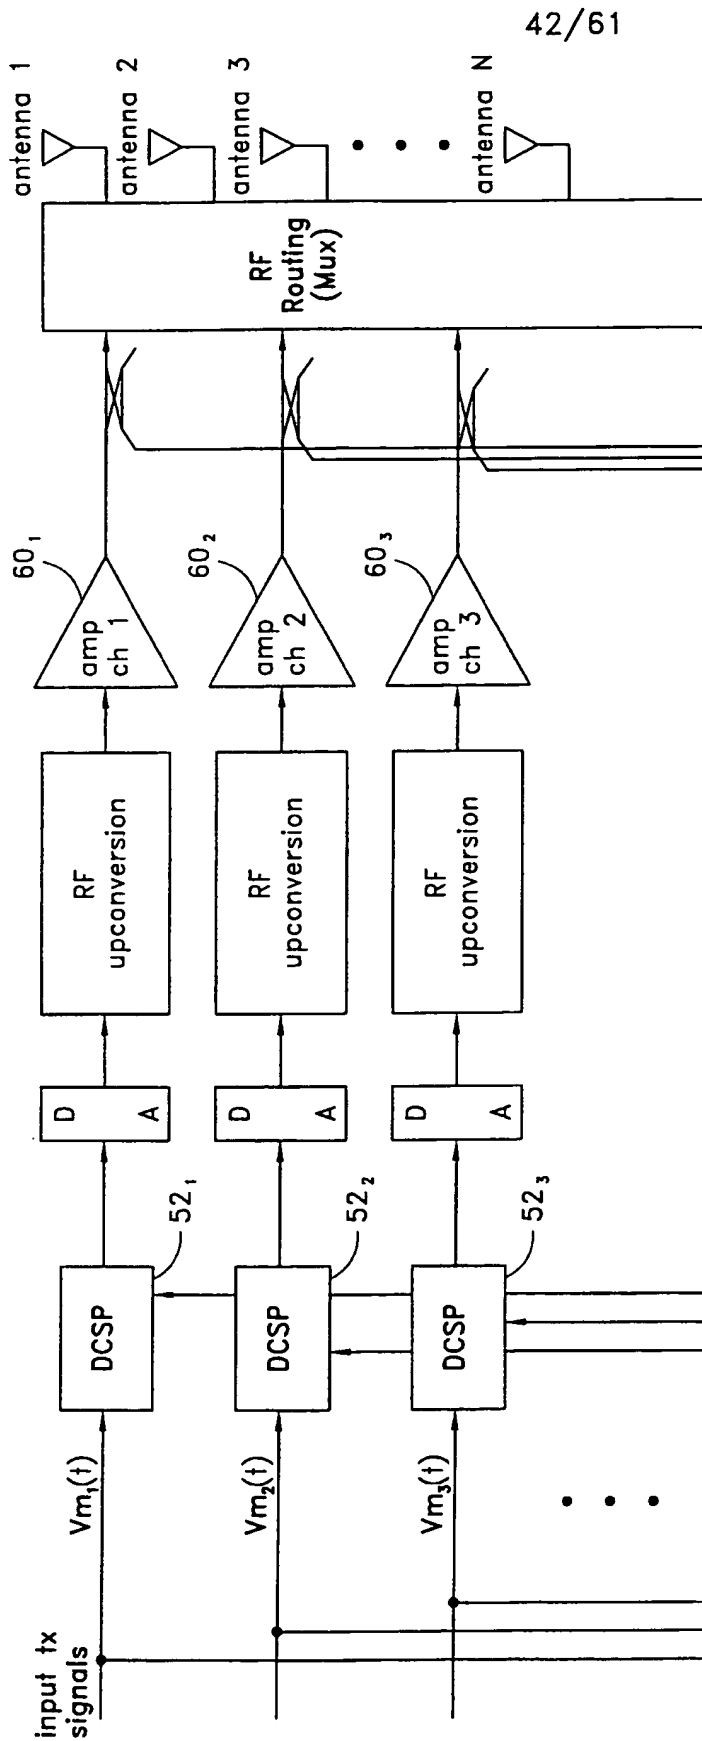 42/61
input tx
signals
Vm₁(t)
DCSP
52₁
D
A
RF
upconversion
amp
ch 1
60₁
Vm₂(t)
DCSP
52₂
D
A
RF
upconversion
amp
ch 2
60₂
Vm₃(t)
DCSP
52₃
D
A
RF
upconversion
amp
ch 3
60₃
RF
Routing
(Mux)
antenna 1
antenna 2
antenna 3
antenna N